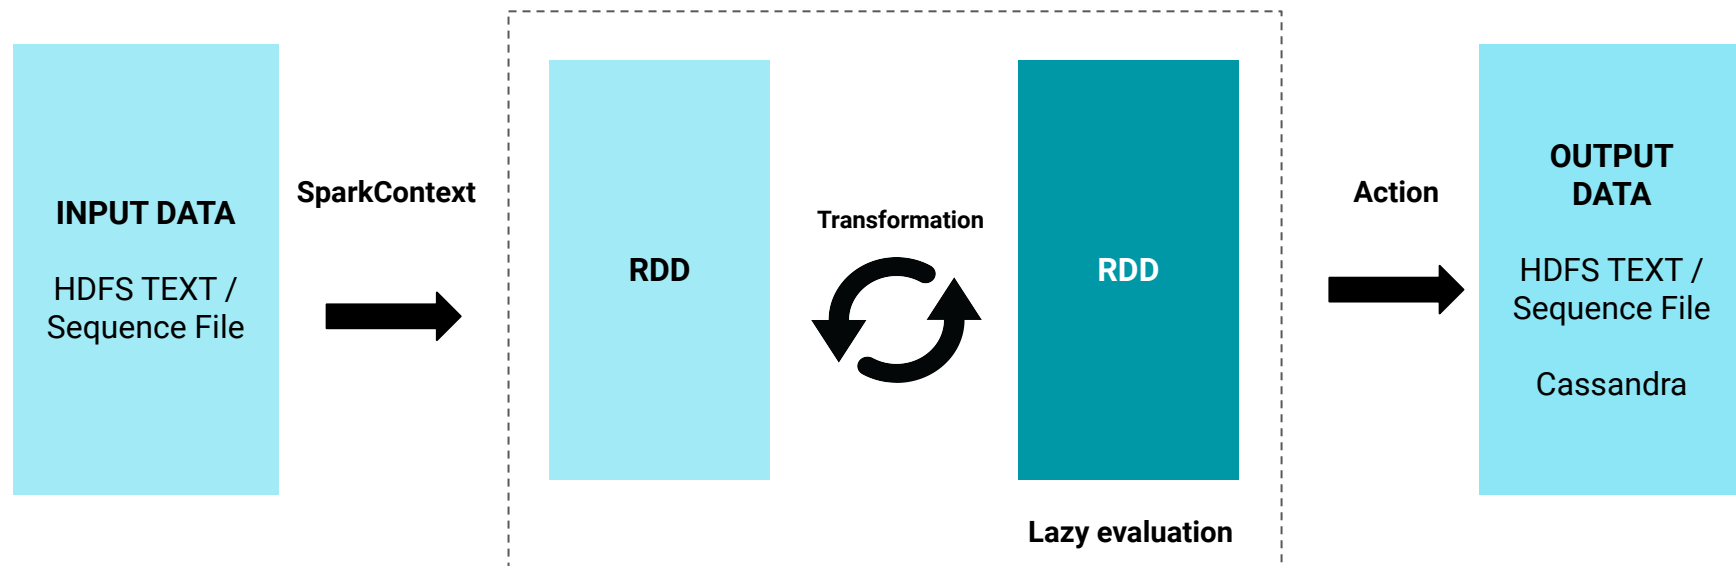 INPUT DATA
HDFS TEXT /
Sequence File
SparkContext
RDD
Transformation
RDD
Lazy evaluation
Action
OUTPUT
DATA
HDFS TEXT /
Sequence File
Cassandra